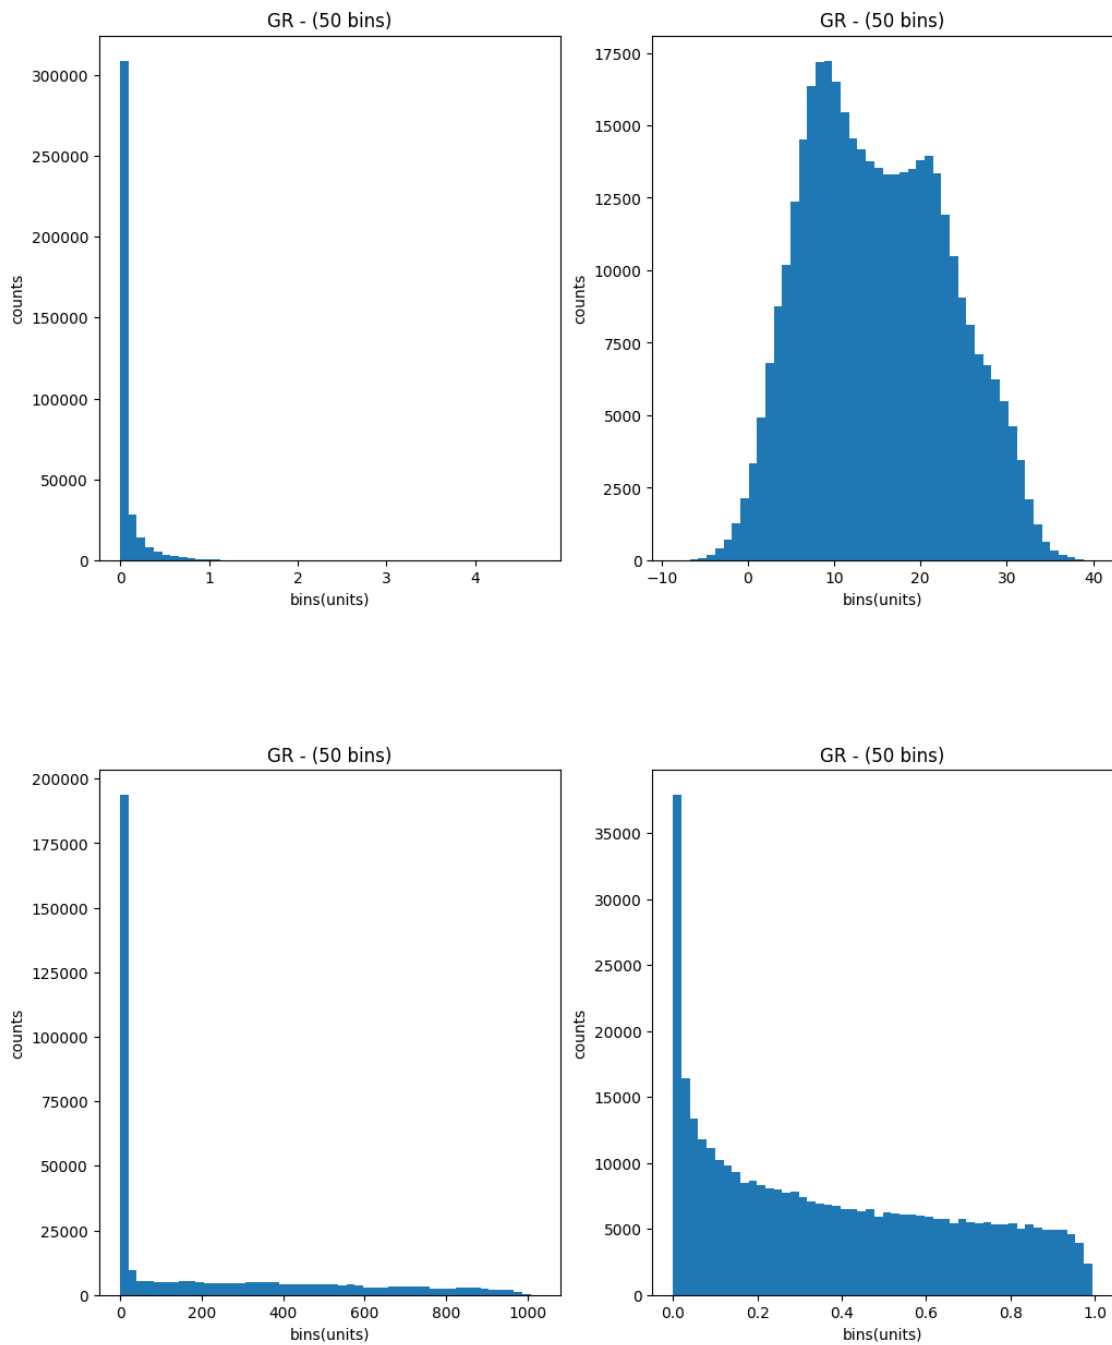 GR - (50 bins)
300000
250000
200000
150000
100000
50000
0
counts
0 1 2 3 4
bins(units)
GR - (50 bins)
17500
15000
12500
10000
7500
5000
2500
0
counts
−10 0 10 20 30 40
bins(units)
GR - (50 bins)
200000
175000
150000
125000
100000
75000
50000
25000
0
counts
0 200 400 600 800 1000
bins(units)
GR - (50 bins)
35000
30000
25000
20000
15000
10000
5000
0
counts
0.0 0.2 0.4 0.6 0.8 1.0
bins(units)